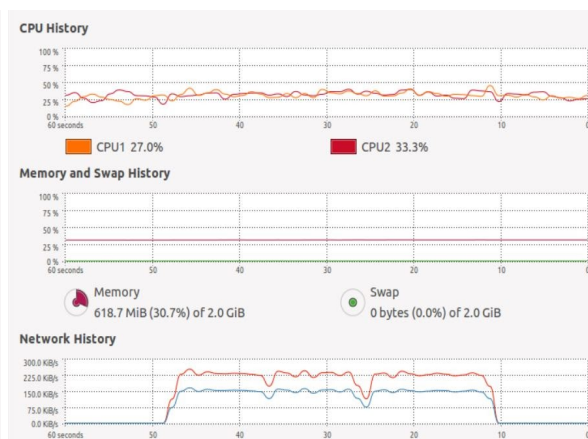 CPU History
100 %
75 %
50 %
25 %
0 %
60 seconds 50 40 30 20 10 0
CPU1 27.0% CPU2 33.3%
Memory and Swap History
100 %
75 %
50 %
25 %
0 %
60 seconds 50 40 30 20 10 0
Memory Swap
618.7 MiB (30.7%) of 2.0 GiB 0 bytes (0.0%) of 2.0 GiB
Network History
300.0 KiB/s
225.0 KiB/s
150.0 KiB/s
75.0 KiB/s
0.0 KiB/s
60 seconds 50 40 30 20 10 0